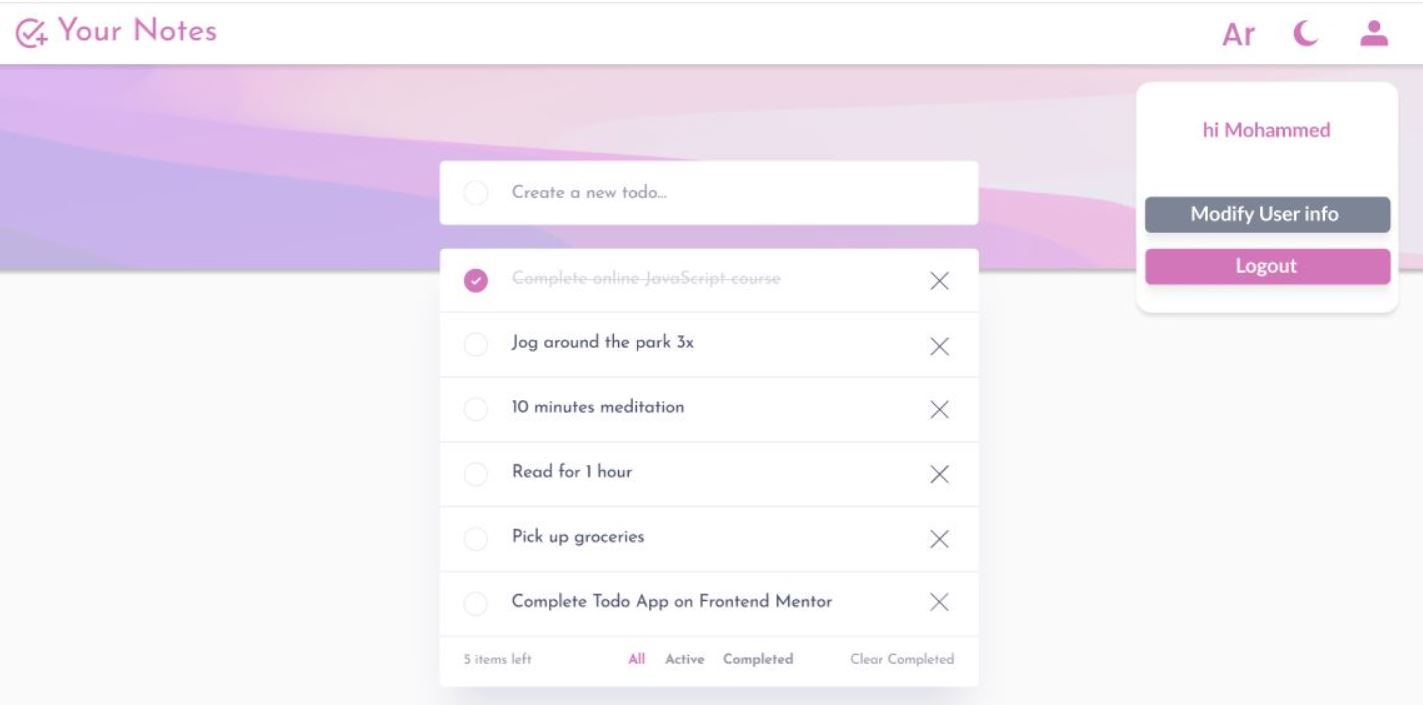 Your Notes
Ar
hi Mohammed
Modify User info
Logout
Create a new todo...
Complete online JavaScript course
Jog around the park 3x
10 minutes meditation
Read for 1 hour
Pick up groceries
Complete Todo App on Frontend Mentor
5 items left All Active Completed Clear Completed